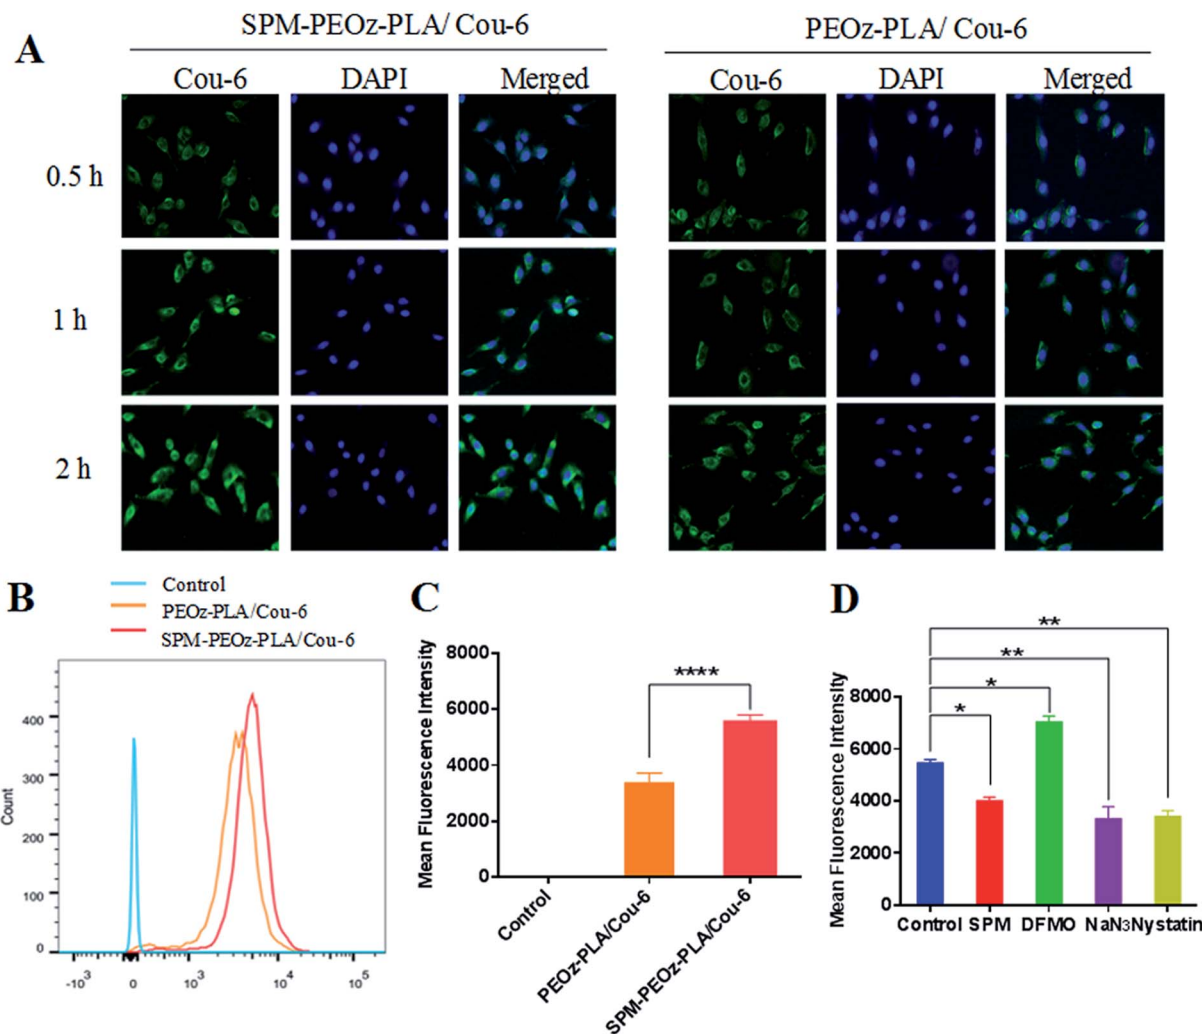 A
SPM-PEOz-PLA/ Cou-6
PEOz-PLA/ Cou-6
Cou-6 DAPI Merged
Cou-6 DAPI Merged
0.5 h
1 h
2 h
B
Control
PEOz-PLA/Cou-6
SPM-PEOz-PLA/Cou-6
Count
400
300
200
100
0
-10³ 0 10³ 10⁴ 10⁵
C
Mean Fluorescence Intensity
8000
6000
4000
2000
0
****
Control
PEOz-PLA/Cou-6
SPM-PEOz-PLA/Cou-6
D
Mean Fluorescence Intensity
8000
6000
4000
2000
0
**
**
*
*
Control SPM DFMO NaN₃ Nystatin